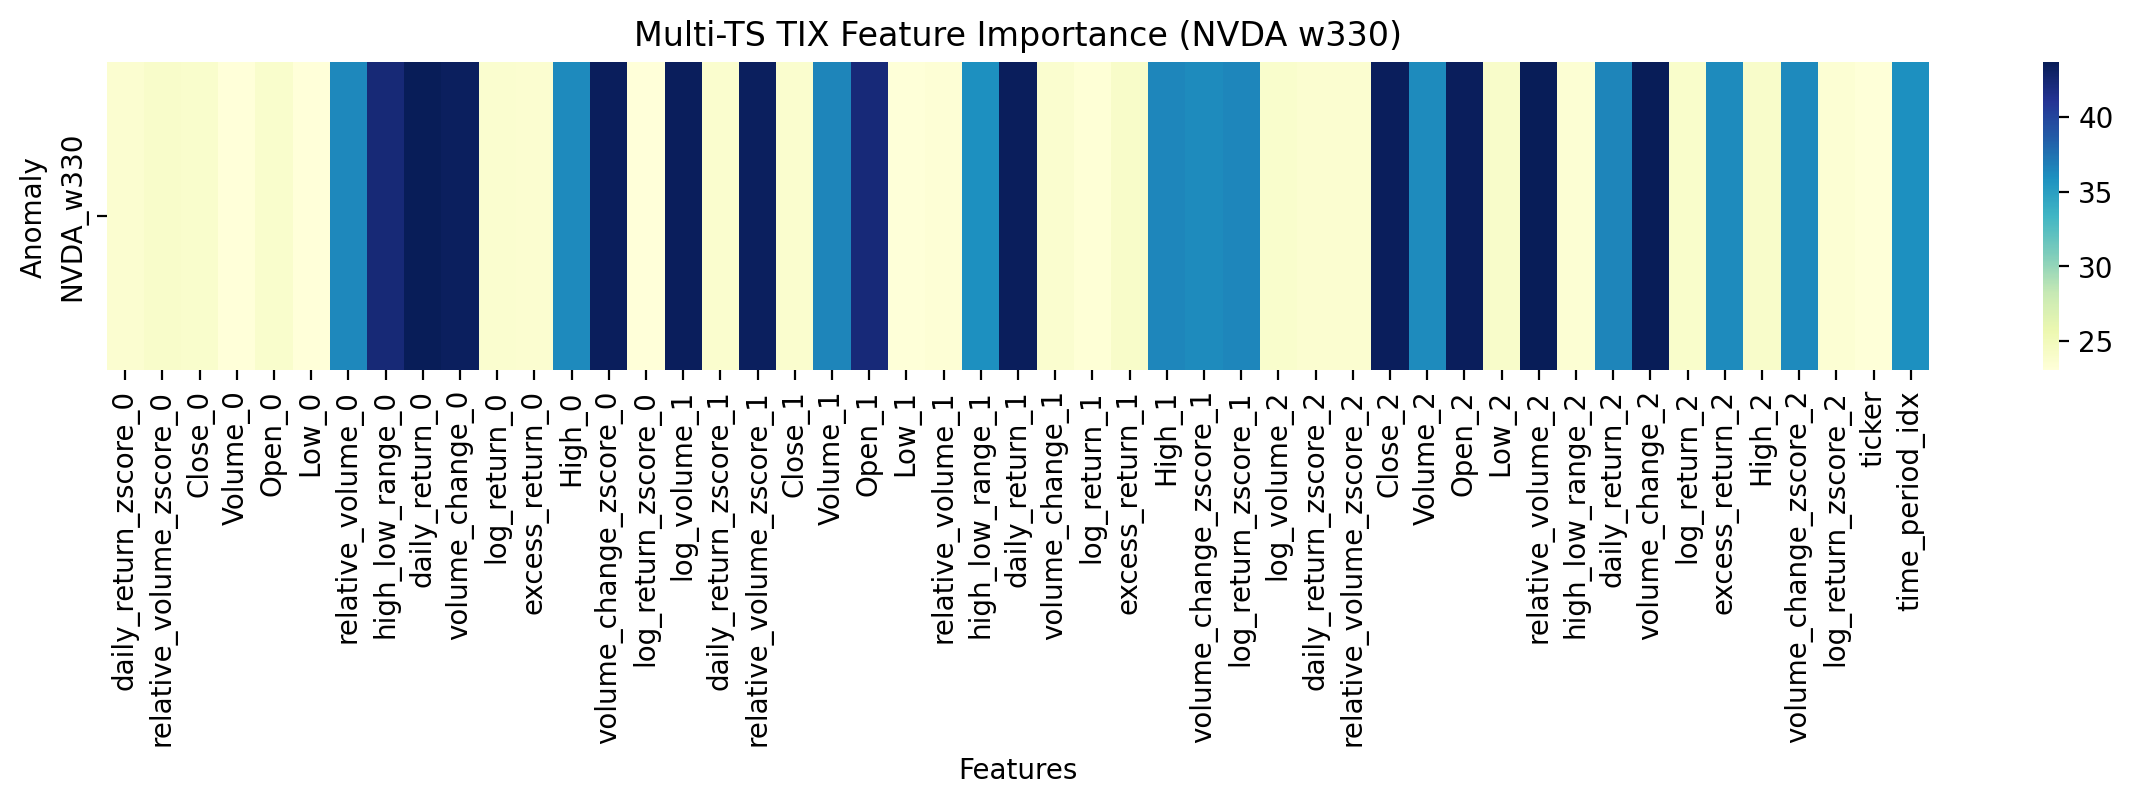 Multi-TS TIX Feature Importance (NVDA w330)
Anomaly
NVDA_w330
40
35
30
25
daily_return_zscore_0
relative_volume_zscore_0
Close_0
Volume_0
Open_0
Low_0
relative_volume_0
high_low_range_0
daily_return_0
volume_change_0
log_return_0
excess_return_0
High_0
volume_change_zscore_0
log_return_zscore_0
log_volume_1
daily_return_zscore_1
relative_volume_zscore_1
Close_1
Volume_1
Open_1
Low_1
relative_volume_1
high_low_range_1
daily_return_1
volume_change_1
log_return_1
excess_return_1
High_1
volume_change_zscore_1
log_return_zscore_1
log_volume_2
daily_return_zscore_2
relative_volume_zscore_2
Close_2
Volume_2
Open_2
Low_2
relative_volume_2
high_low_range_2
daily_return_2
volume_change_2
log_return_2
excess_return_2
High_2
volume_change_zscore_2
log_return_zscore_2
ticker
time_period_idx
Features